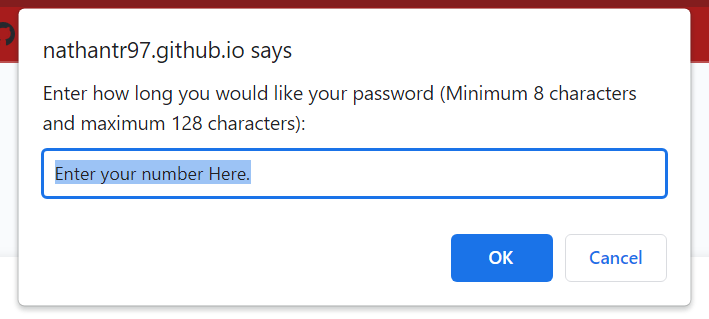 nathantr97.github.io says
Enter how long you would like your password (Minimum 8 characters
and maximum 128 characters):
Enter your number Here.
OK
Cancel